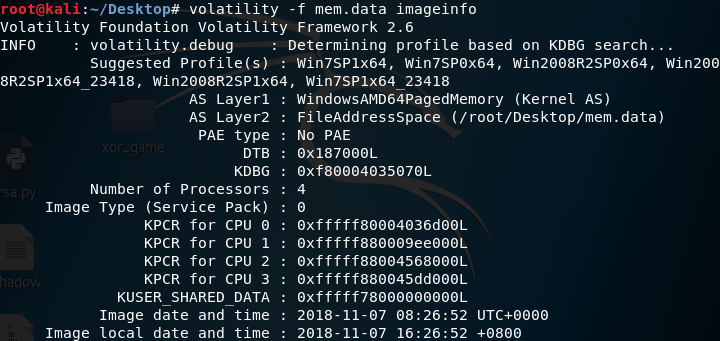 root@kali:~/Desktop# volatility -f mem.data imageinfo
Volatility Foundation Volatility Framework 2.6
INFO    : volatility.debug    : Determining profile based on KDBG search...
          Suggested Profile(s) : Win7SP1x64, Win7SP0x64, Win2008R2SP0x64, Win200
8R2SP1x64_23418, Win2008R2SP1x64, Win7SP1x64_23418
                     AS Layer1 : WindowsAMD64PagedMemory (Kernel AS)
                     AS Layer2 : FileAddressSpace (/root/Desktop/mem.data)
                      PAE type : No PAE
                           DTB : 0x187000L
                          KDBG : 0xf80004035070L
          Number of Processors : 4
     Image Type (Service Pack) : 0
                KPCR for CPU 0 : 0xfffff80004036d00L
                KPCR for CPU 1 : 0xfffff880009ee000L
                KPCR for CPU 2 : 0xfffff88004568000L
                KPCR for CPU 3 : 0xfffff880045dd000L
             KUSER_SHARED_DATA : 0xfffff78000000000L
           Image date and time : 2018-11-07 08:26:52 UTC+0000
     Image local date and time : 2018-11-07 16:26:52 +0800
xor_game
rsa.py
hadow